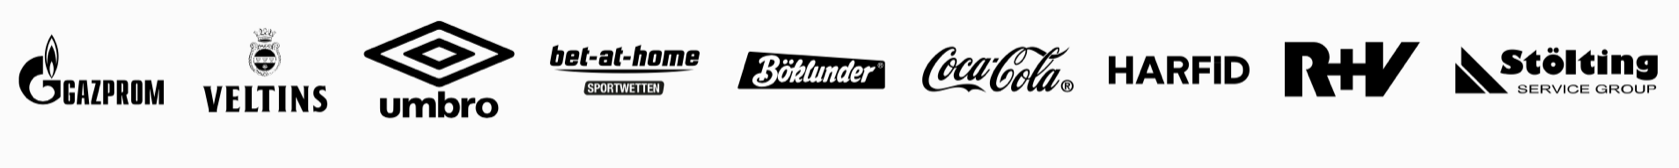 GAZPROM
VELTINS
umbro
bet-at-home
SPORTWETTEN
Böklunder®
Coca-Cola®
HARFID
R+V
Stölting
SERVICE GROUP